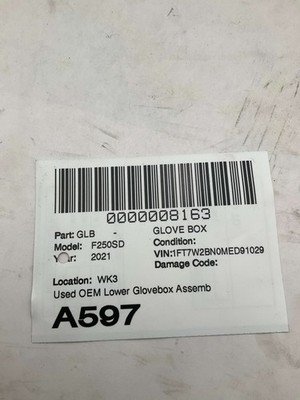 0000008163
Part: GLB - GLOVE BOX
Model: F250SD Condition:
Year: 2021 VIN:1FT7W2BN0MED91029
Damage Code:
Location: WK3
Used OEM Lower Glovebox Assemb
A597